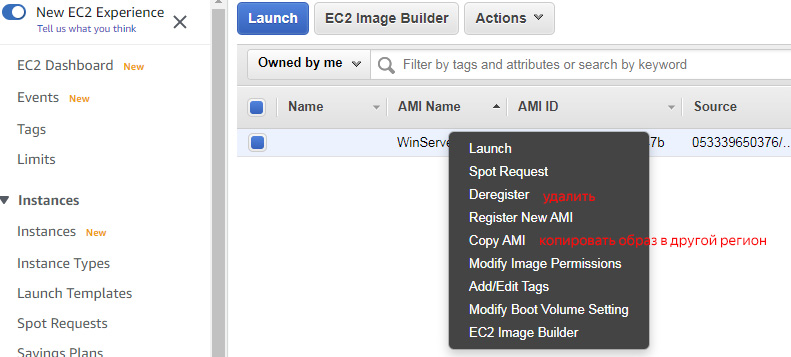 New EC2 Experience
Tell us what you think
EC2 Dashboard New
Events New
Tags
Limits
Instances
Instances New
Instance Types
Launch Templates
Spot Requests
Savings Plans
Launch EC2 Image Builder Actions
Owned by me Filter by tags and attributes or search by keyword
Name AMI Name AMI ID Source
WinServe 7b 053339650376/...
Launch
Spot Request
Deregister удалить
Register New AMI
Copy AMI копировать образ в другой регион
Modify Image Permissions
Add/Edit Tags
Modify Boot Volume Setting
EC2 Image Builder